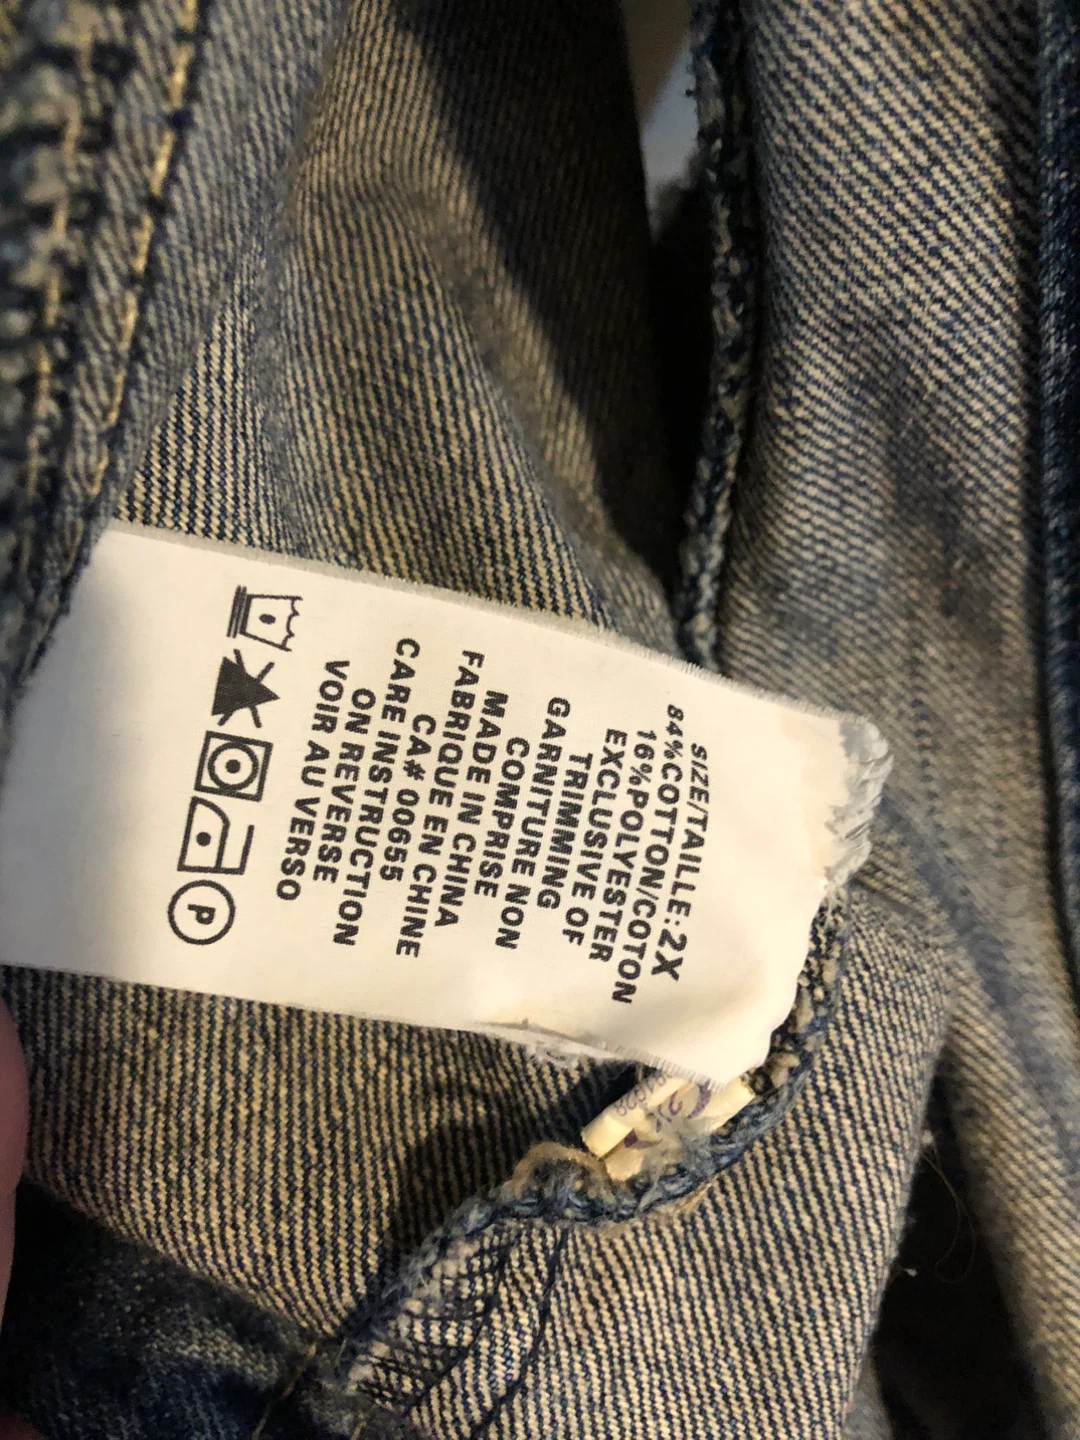 SIZE/TAILLE: 2X
84%COTTON/COTON
16%POLYESTER
EXCLUSIVE OF
TRIMMING
GARNITURE NON
COMPRISE
MADE IN CHINA
FABRIQUE EN CHINE
CA# 00655
CARE INSTRUCTION
ON REVERSE
VOIR AU VERSO
P